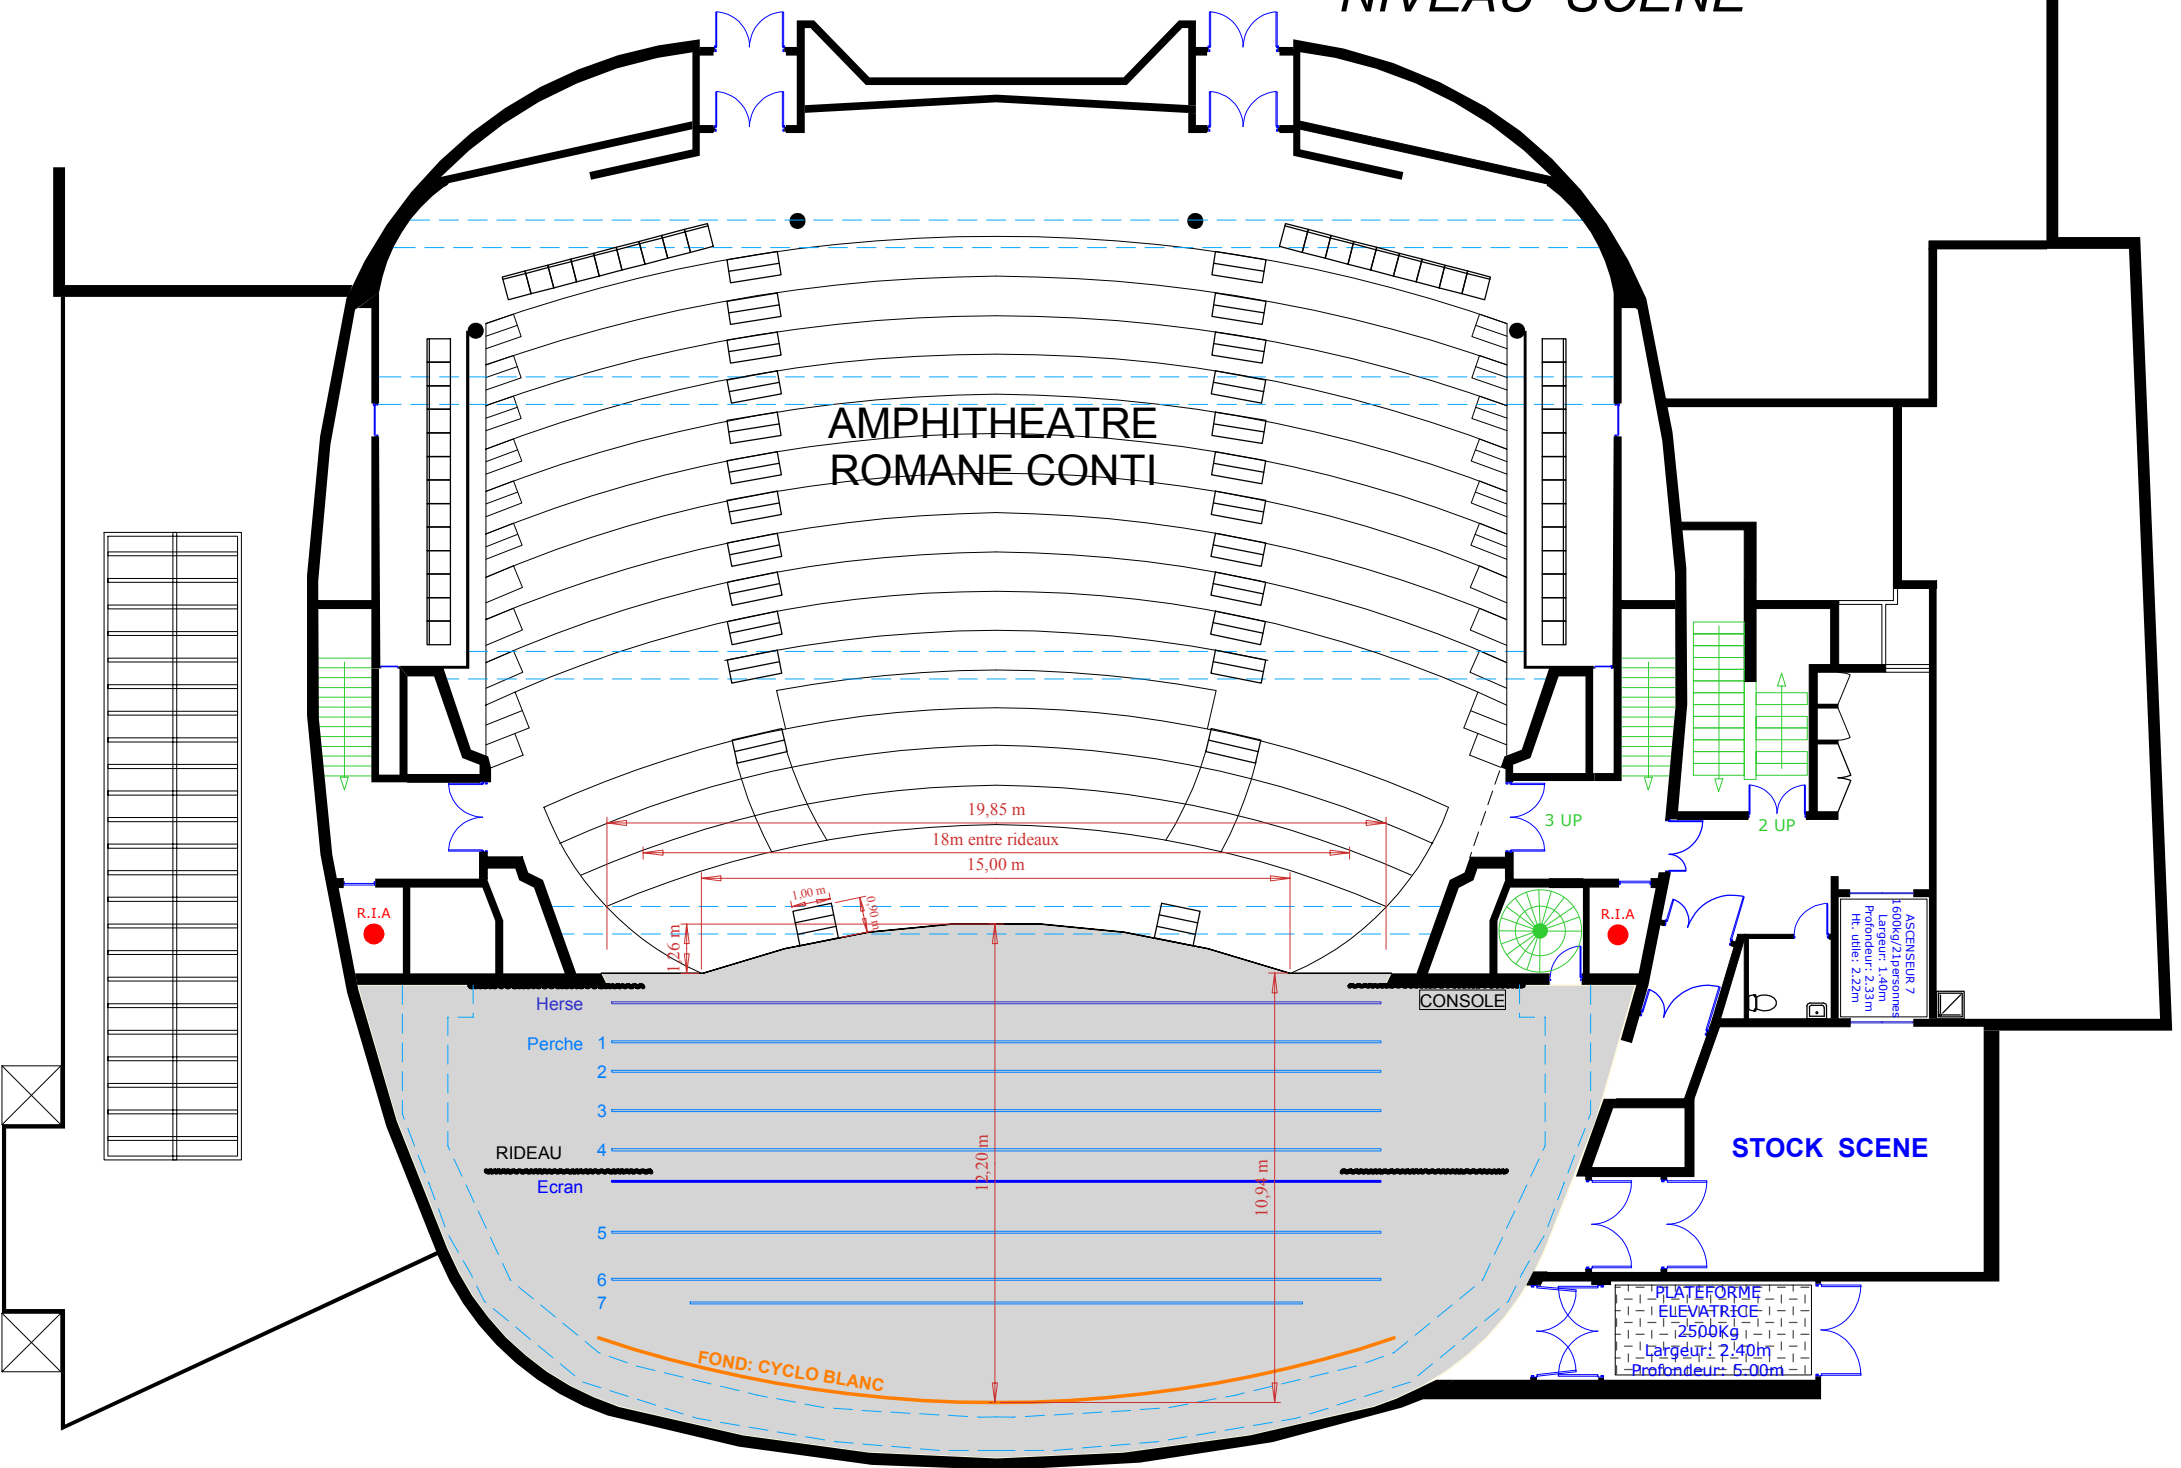 NIVEAU SCENE
AMPHITHEATRE
ROMANE CONTI
19,85 m
18m entre rideaux
15,00 m
1,00 m
0,90 m
1,26 m
3 UP
2 UP
R.I.A
R.I.A
ASCENSEUR 7
1600kg/21personnes
Largeur: 1.40m
Profondeur: 2.33m
Ht. utile: 2.22m
Herse
CONSOLE
Perche 1
2
3
4
RIDEAU
Ecran
12,20 m
10,94 m
STOCK SCENE
5
6
7
FOND: CYCLO BLANC
PLATEFORME
ELEVATRICE
2500Kg
Largeur: 2.40m
Profondeur: 5.00m